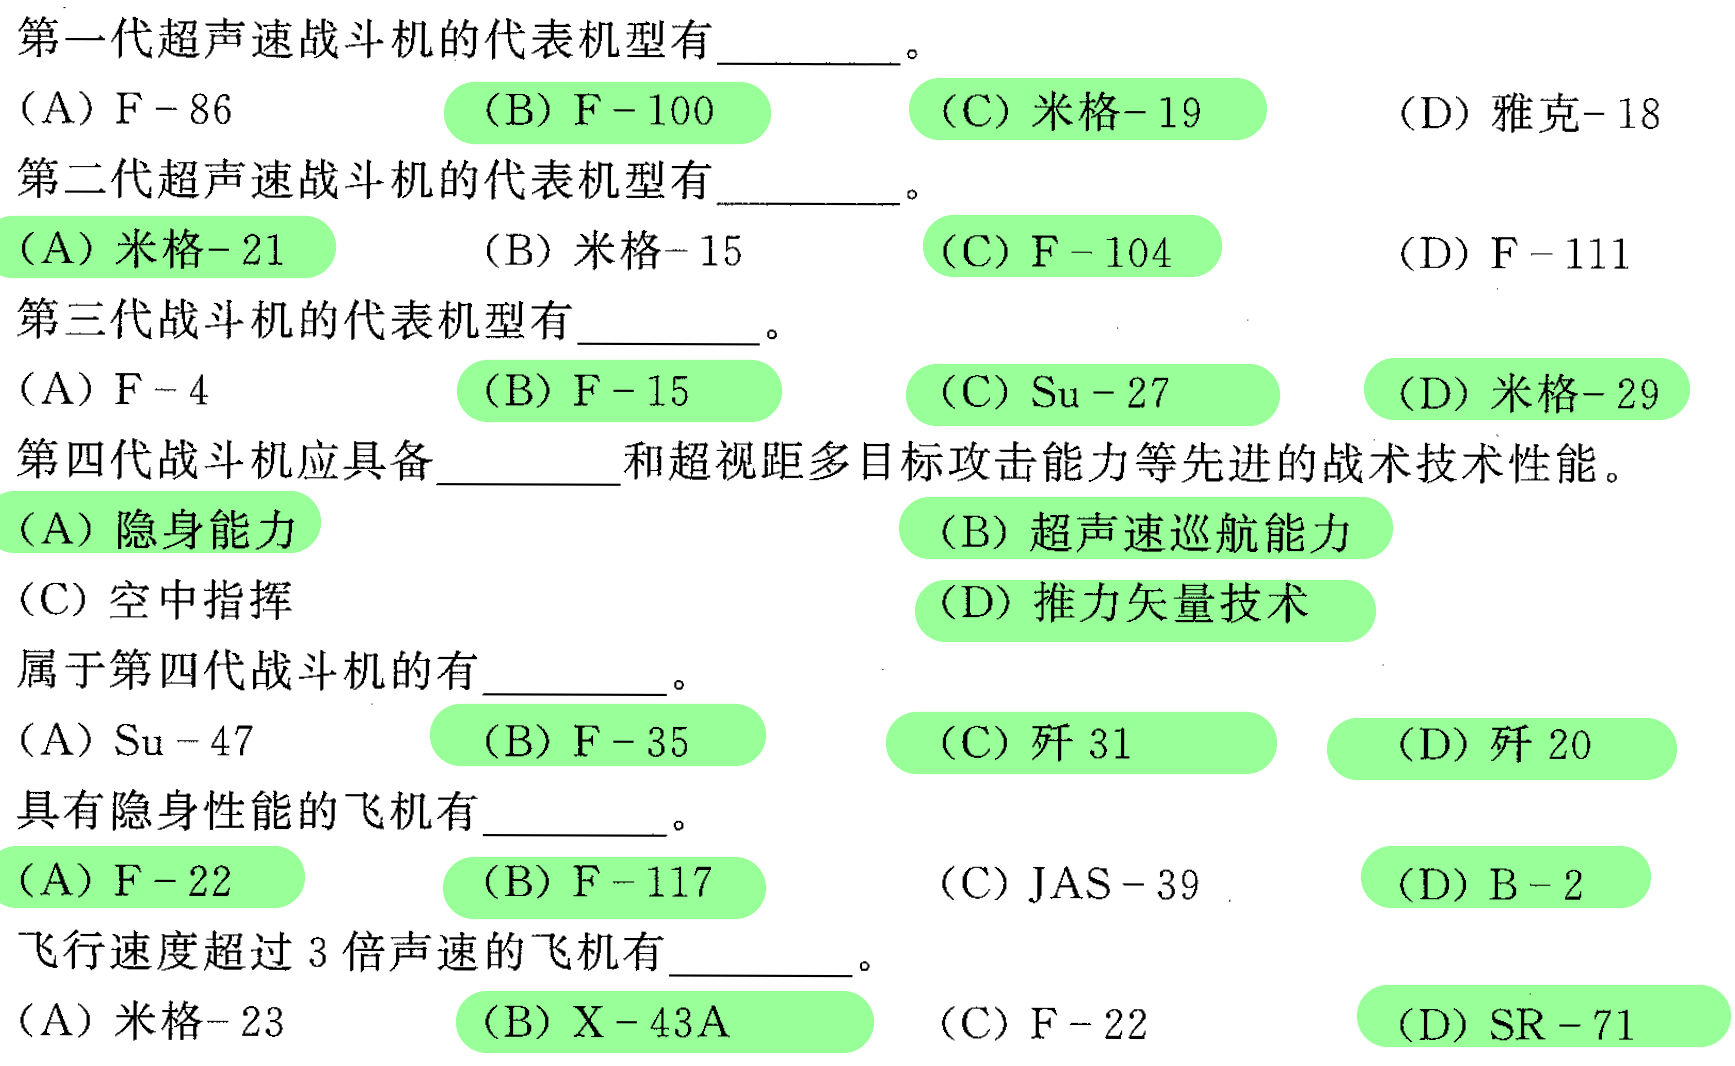 第一代超声速战斗机的代表机型有________。
(A) F-86 (B) F-100 (C) 米格-19 (D) 雅克-18
第二代超声速战斗机的代表机型有________。
(A) 米格-21 (B) 米格-15 (C) F-104 (D) F-111
第三代战斗机的代表机型有________。
(A) F-4 (B) F-15 (C) Su-27 (D) 米格-29
第四代战斗机应具备________和超视距多目标攻击能力等先进的战术技术性能。
(A) 隐身能力 (B) 超声速巡航能力
(C) 空中指挥 (D) 推力矢量技术
属于第四代战斗机的有________。
(A) Su-47 (B) F-35 (C) 歼 31 (D) 歼 20
具有隐身性能的飞机有________。
(A) F-22 (B) F-117 (C) JAS-39 (D) B-2
飞行速度超过 3 倍声速的飞机有________。
(A) 米格-23 (B) X-43A (C) F-22 (D) SR-71